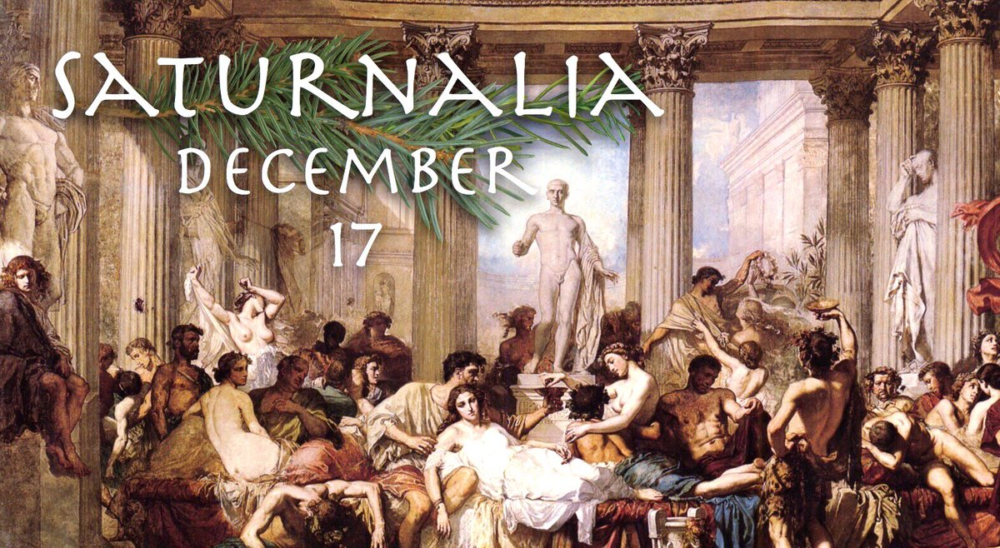 SATURNALIA
DECEMBER
17